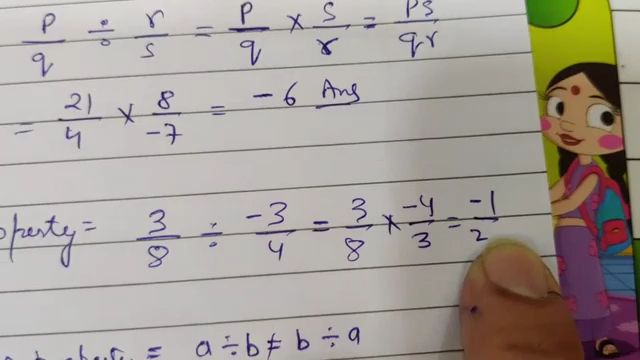 p/q ÷ r/s = p/q × s/r = ps/qr
= 21/4 × 8/-7 = -6 Ans
operty = 3/8 ÷ -3/4 = 3/8 × -4/3 = -1/2
= a÷b ≠ b÷a